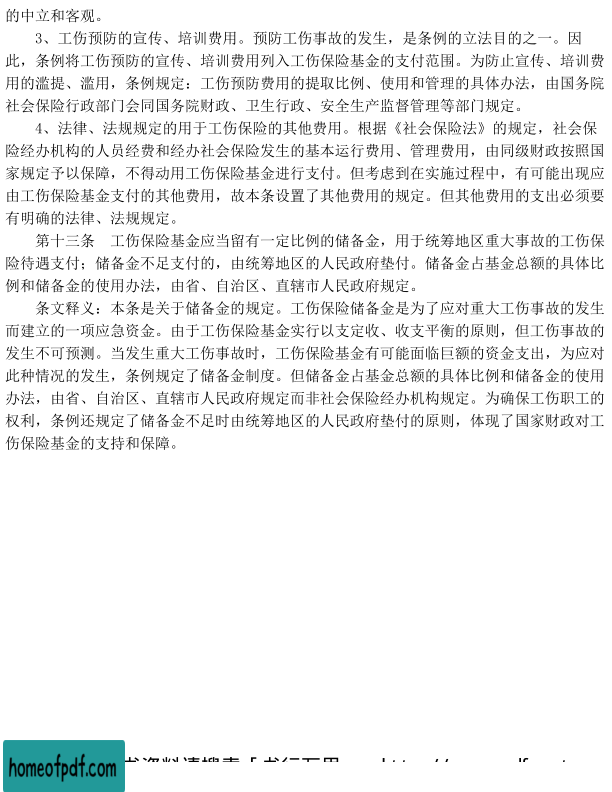 的中立和客观。
3、工伤预防的宣传、培训费用。预防工伤事故的发生，是条例的立法目的之一。因
此，条例将工伤预防的宣传、培训费用列入工伤保险基金的支付范围。为防止宣传、培训费
用的滥提、滥用，条例规定：工伤预防费用的提取比例、使用和管理的具体办法，由国务院
社会保险行政部门会同国务院财政、卫生行政、安全生产监督管理等部门规定。
4、法律、法规规定的用于工伤保险的其他费用。根据《社会保险法》的规定，社会保
险经办机构的人员经费和经办社会保险发生的基本运行费用、管理费用，由同级财政按照国
家规定予以保障，不得动用工伤保险基金进行支付。但考虑到在实施过程中，有可能出现应
由工伤保险基金支付的其他费用，故本条设置了其他费用的规定。但其他费用的支出必须要
有明确的法律、法规规定。
第十三条　工伤保险基金应当留有一定比例的储备金，用于统筹地区重大事故的工伤保
险待遇支付；储备金不足支付的，由统筹地区的人民政府垫付。储备金占基金总额的具体比
例和储备金的使用办法，由省、自治区、直辖市人民政府规定。
条文释义：本条是关于储备金的规定。工伤保险储备金是为了应对重大工伤事故的发生
而建立的一项应急资金。由于工伤保险基金实行以支定收、收支平衡的原则，但工伤事故的
发生不可预测。当发生重大工伤事故时，工伤保险基金有可能面临巨额的资金支出，为应对
此种情况的发生，条例规定了储备金制度。但储备金占基金总额的具体比例和储备金的使用
办法，由省、自治区、直辖市人民政府规定而非社会保险经办机构规定。为确保工伤职工的
权利，条例还规定了储备金不足时由统筹地区的人民政府垫付的原则，体现了国家财政对工
伤保险基金的支持和保障。
homeofpdf.com